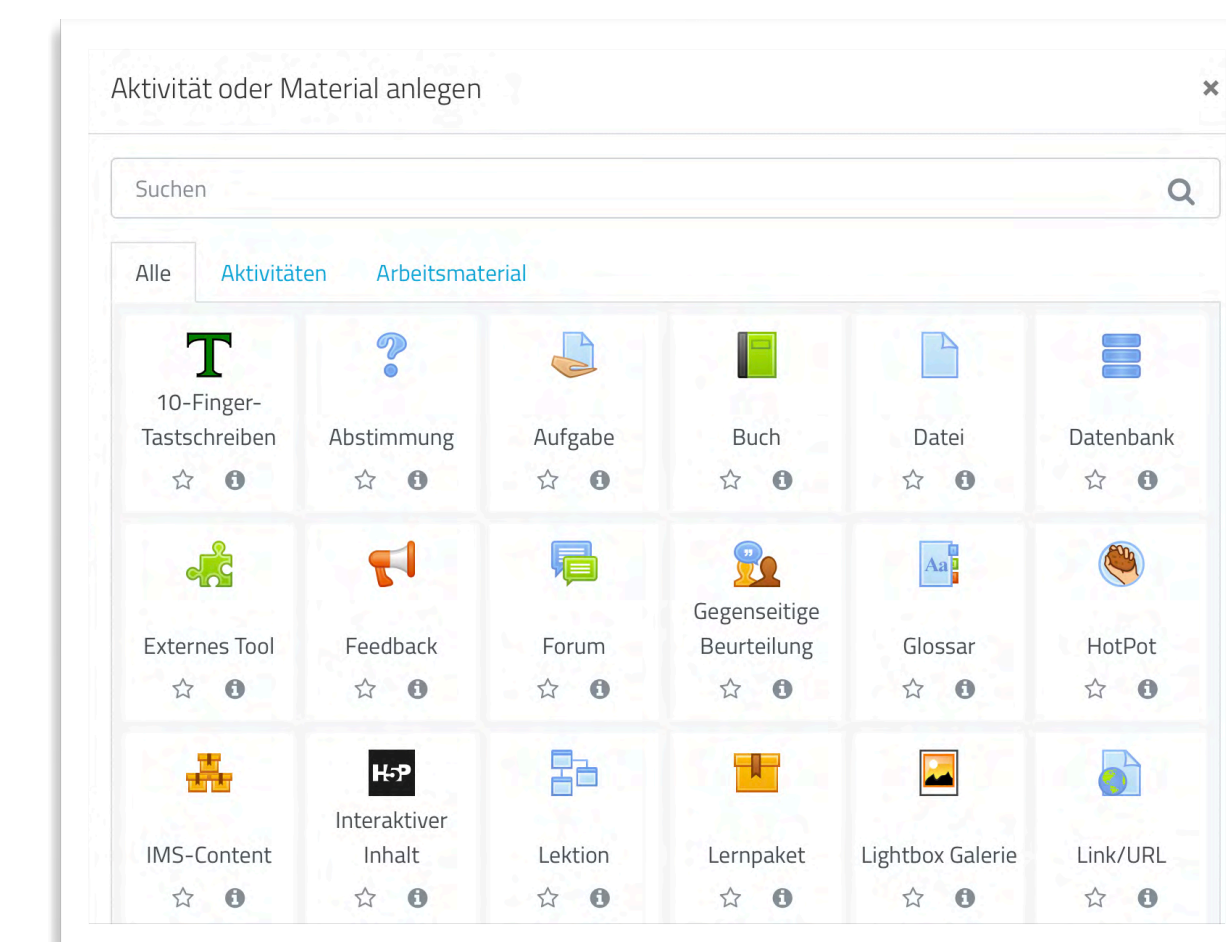 Aktivität oder Material anlegen
×
Suchen
Alle Aktivitäten Arbeitsmaterial
T
10-Finger-
Tastschreiben
?
Abstimmung
Aufgabe
Buch
Datei
Datenbank
Externes Tool
Feedback
Forum
Gegenseitige
Beurteilung
Aa
Glossar
HotPot
IMS-Content
H5P
Interaktiver
Inhalt
Lektion
Lernpaket
Lightbox Galerie
Link/URL